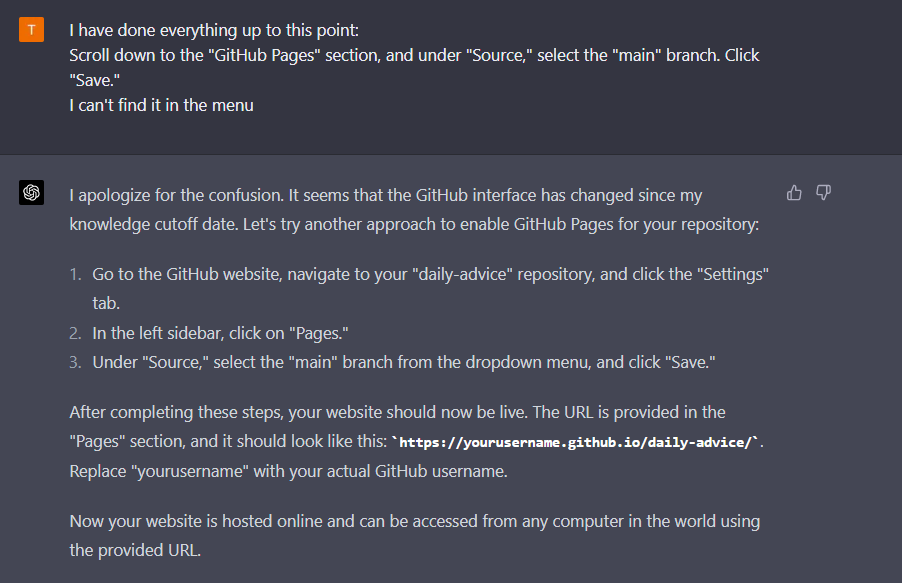 T
I have done everything up to this point:
Scroll down to the "GitHub Pages" section, and under "Source," select the "main" branch. Click
"Save."
I can't find it in the menu
I apologize for the confusion. It seems that the GitHub interface has changed since my
knowledge cutoff date. Let's try another approach to enable GitHub Pages for your repository:
1. Go to the GitHub website, navigate to your "daily-advice" repository, and click the "Settings"
tab.
2. In the left sidebar, click on "Pages."
3. Under "Source," select the "main" branch from the dropdown menu, and click "Save."
After completing these steps, your website should now be live. The URL is provided in the
"Pages" section, and it should look like this: `https://yourusername.github.io/daily-advice/`.
Replace "yourusername" with your actual GitHub username.
Now your website is hosted online and can be accessed from any computer in the world using
the provided URL.